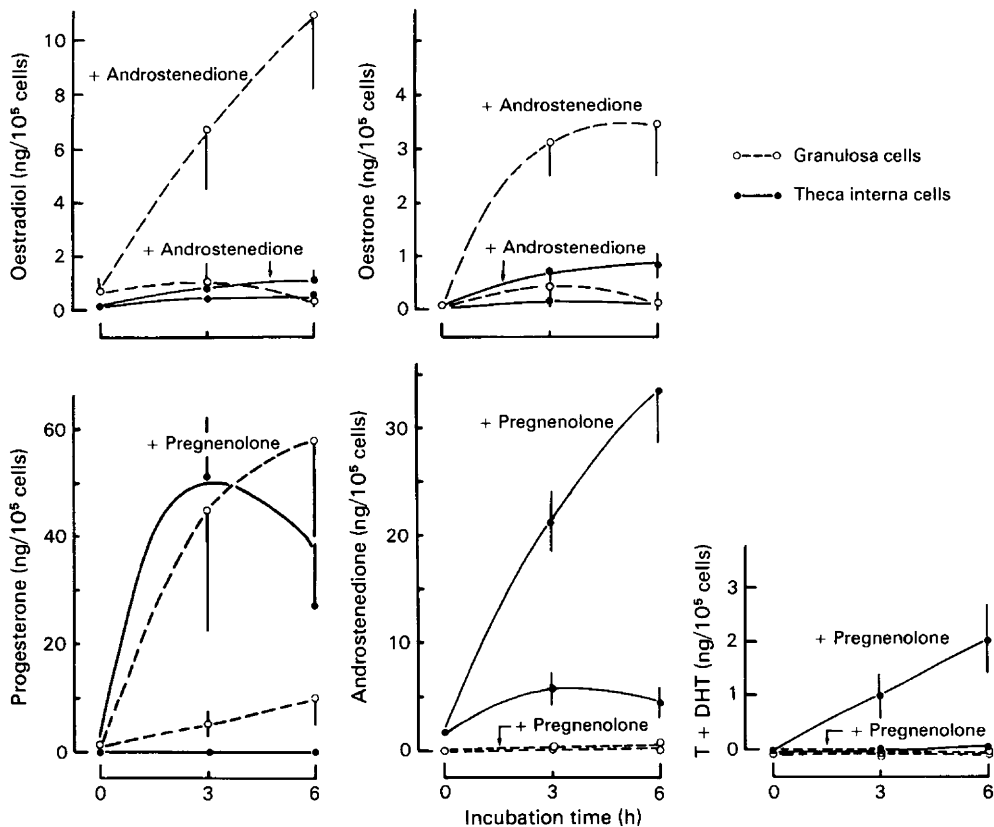 Oestradiol (ng/10⁵ cells)
10
8
6
4
2
0
+ Androstenedione
+ Androstenedione
Oestrone (ng/10⁵ cells)
4
3
2
1
0
+ Androstenedione
+ Androstenedione
Granulosa cells
Theca interna cells
Progesterone (ng/10⁵ cells)
60
40
20
0
+ Pregnenolone
0 3 6
Androstenedione (ng/10⁵ cells)
30
20
10
0
+ Pregnenolone
+ Pregnenolone
0 3 6
T + DHT (ng/10⁵ cells)
3
2
1
0
+ Pregnenolone
+ Pregnenolone
0 3 6
Incubation time (h)